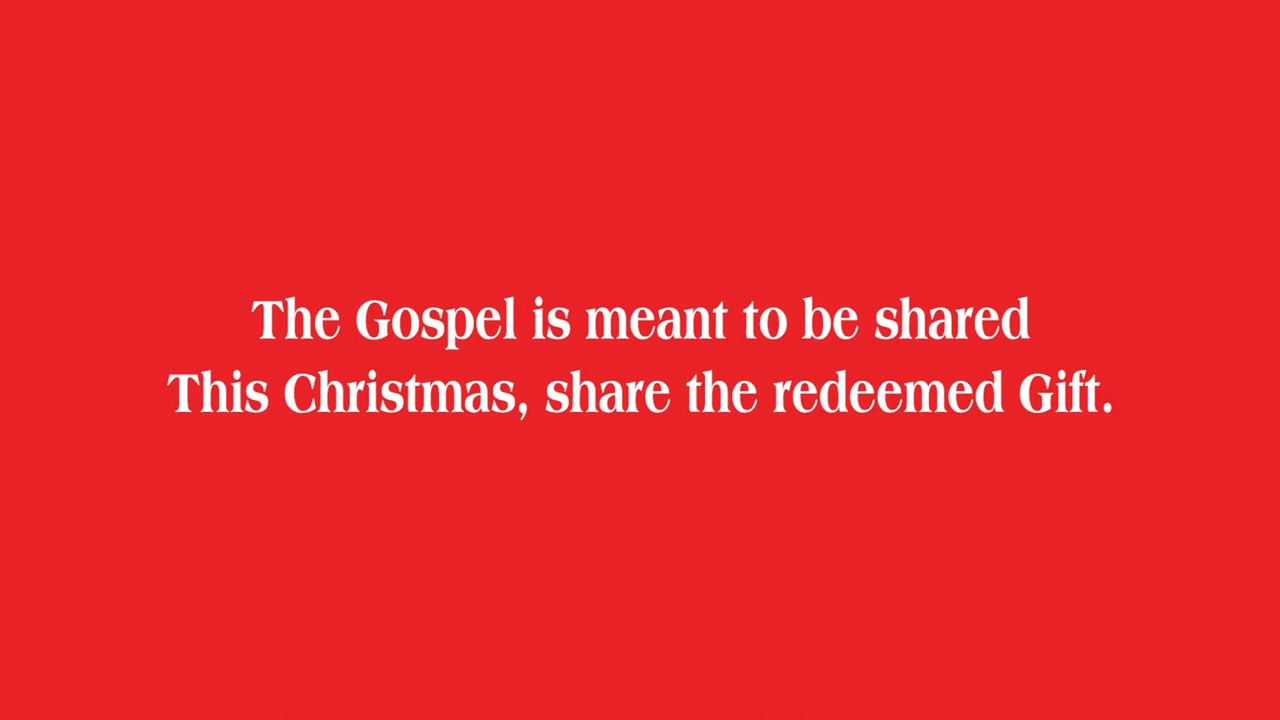 The Gospel is meant to be shared
This Christmas, share the redeemed Gift.